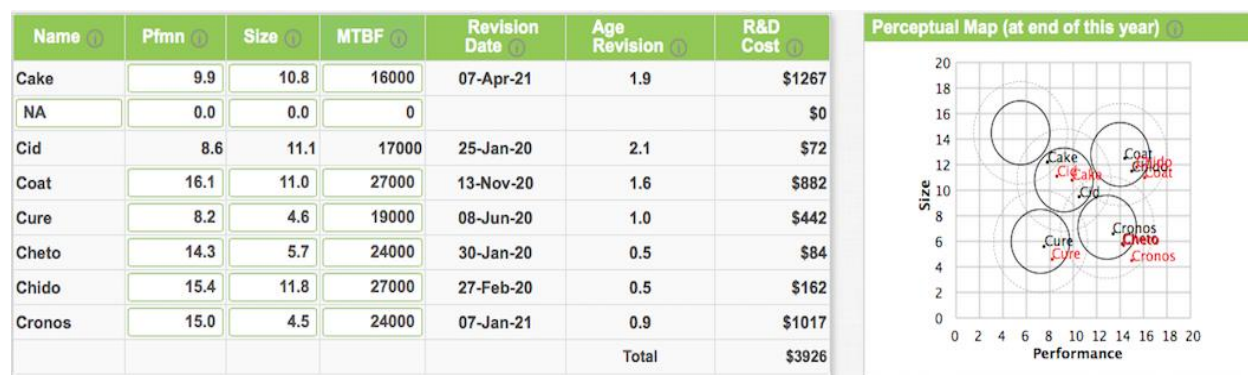 Name Pfmn Size MTBF Revision Date Age Revision R&D Cost
Cake 9.9 10.8 16000 07-Apr-21 1.9 $1267
NA 0.0 0.0 0 $0
Cid 8.6 11.1 17000 25-Jan-20 2.1 $72
Coat 16.1 11.0 27000 13-Nov-20 1.6 $882
Cure 8.2 4.6 19000 08-Jun-20 1.0 $442
Cheto 14.3 5.7 24000 30-Jan-20 0.5 $84
Chido 15.4 11.8 27000 27-Feb-20 0.5 $162
Cronos 15.0 4.5 24000 07-Jan-21 0.9 $1017
Total $3926
Perceptual Map (at end of this year)
20
18
16
14
12
10
8
6
4
2
0
Size
Cake
Coat
Chido
Chido
Cid
Cake
Coat
Cid
Cronos
Cure
Cheto
Cure
Cronos
0 2 4 6 8 10 12 14 16 18 20
Performance